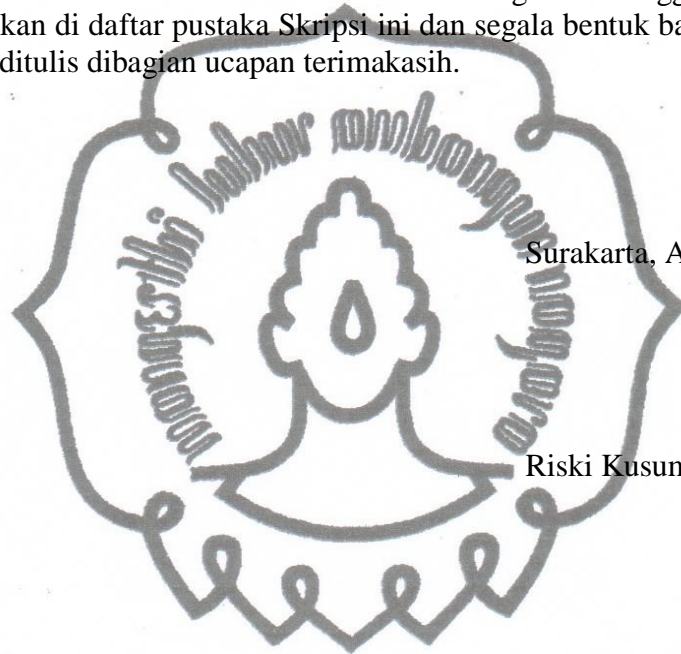 kan di daftar pustaka Skripsi ini dan segala bentuk ba
ditulis dibagian ucapan terimakasih.
Surakarta, A
Riski Kusun